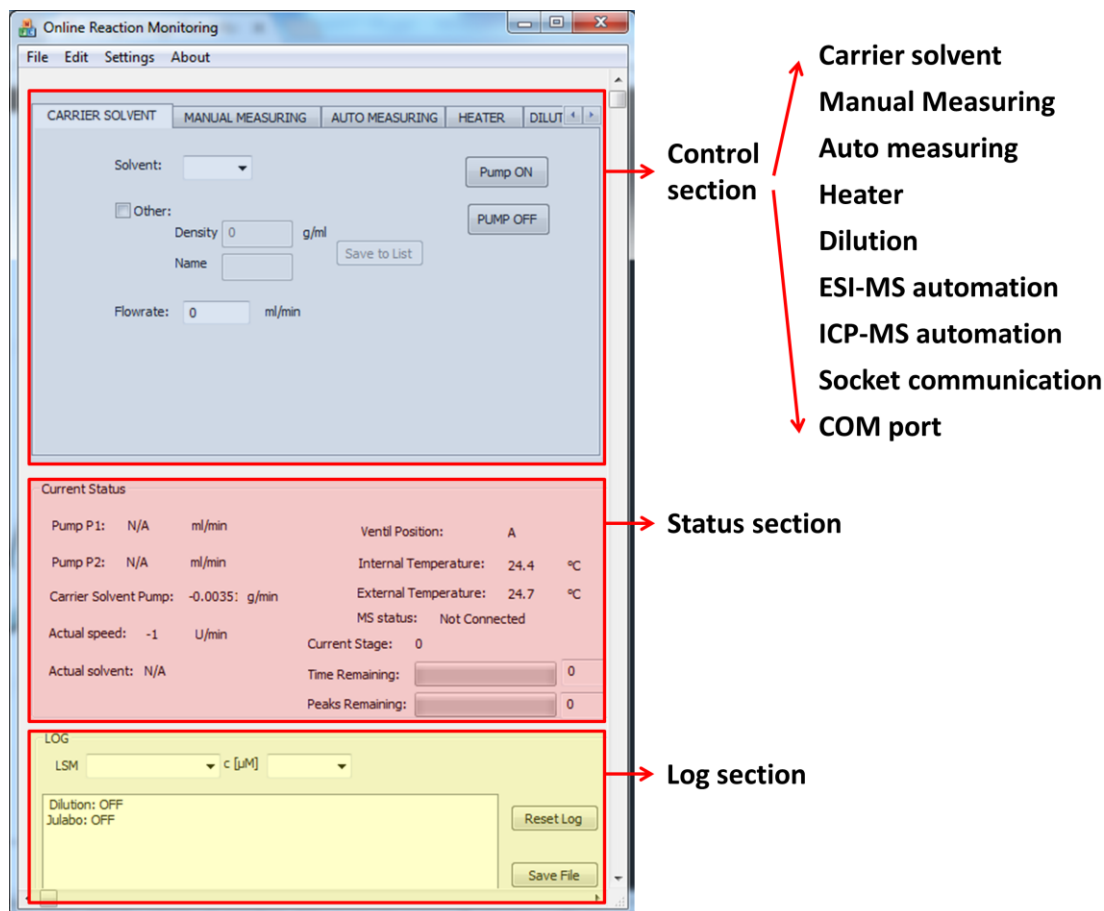 Online Reaction Monitoring
File Edit Settings About
CARRIER SOLVENT MANUAL MEASURING AUTO MEASURING HEATER DILUT
Solvent:
Pump ON
Other:
PUMP OFF
Density 0 g/ml
Save to List
Name
Flowrate: 0 ml/min
Control
section
Carrier solvent
Manual Measuring
Auto measuring
Heater
Dilution
ESI-MS automation
ICP-MS automation
Socket communication
COM port
Current Status
Pump P1: N/A ml/min
Ventil Position: A
Pump P2: N/A ml/min
Internal Temperature: 24.4 ºC
Carrier Solvent Pump: -0.0035: g/min
External Temperature: 24.7 ºC
MS status: Not Connected
Actual speed: -1 U/min
Current Stage: 0
Actual solvent: N/A
Time Remaining: 0
Peaks Remaining: 0
Status section
LOG
LSM c [µM]
Dilution: OFF
Julabo: OFF
Reset Log
Save File
Log section